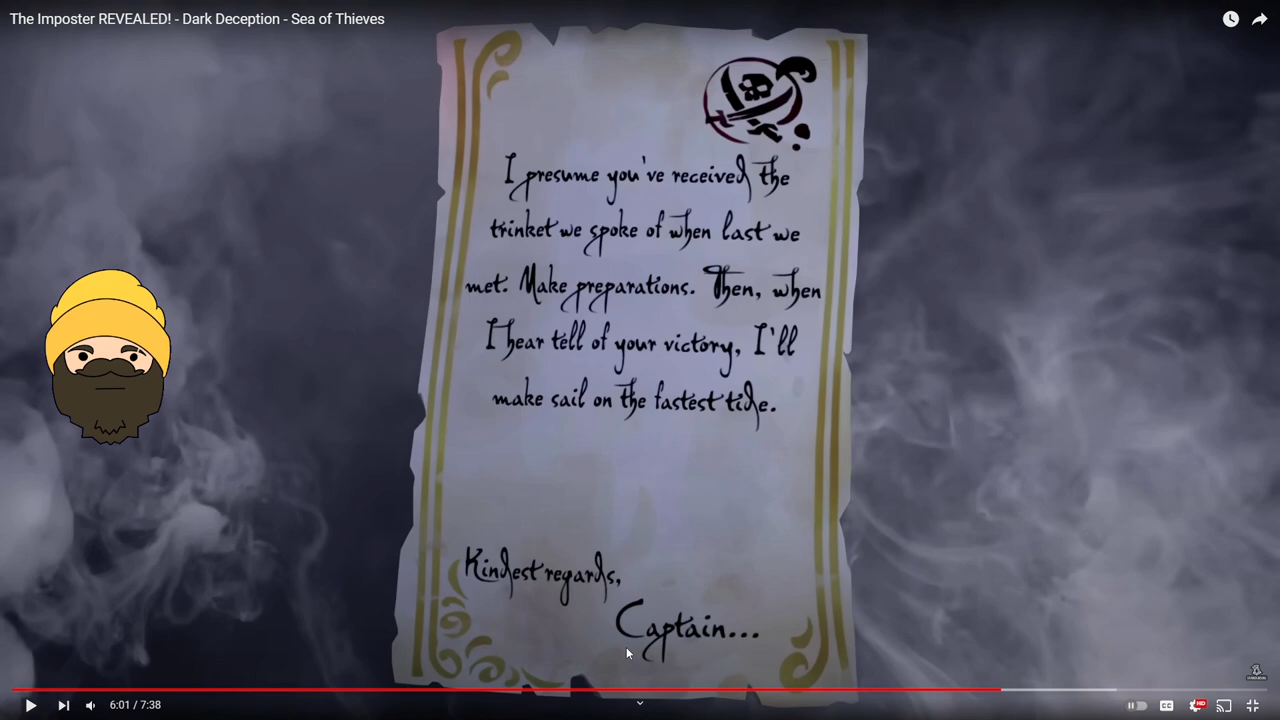 The Imposter REVEALED! - Dark Deception - Sea of Thieves
I presume you've received the
trinket we spoke of when last we
met. Make preparations. Then, when
I hear tell of your victory, I'll
make sail on the fastest tide.
Kindest regards,
Captain...
6:01 / 7:38
CC
HD